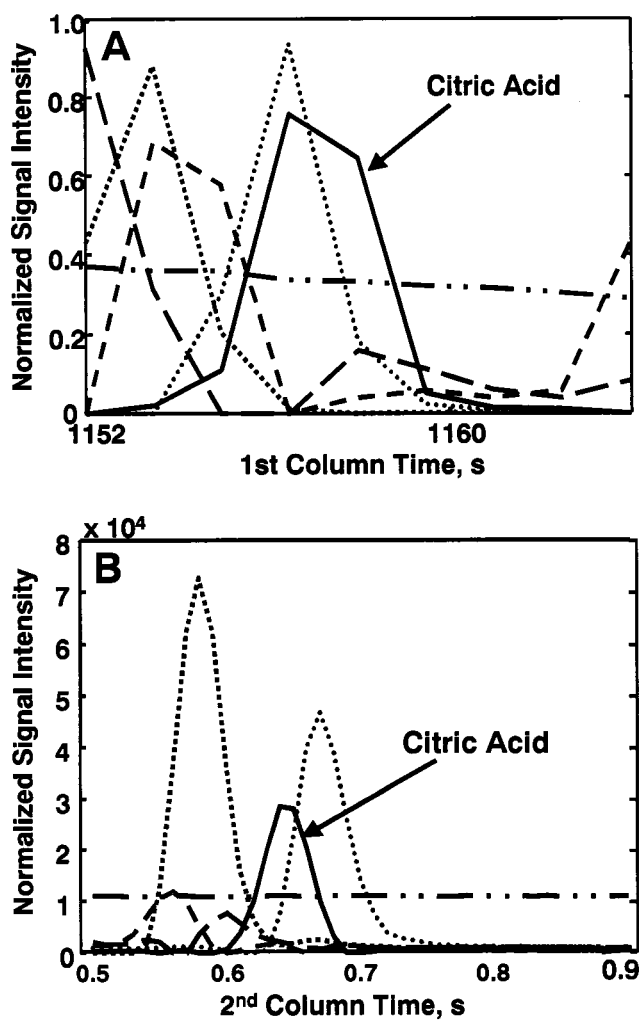 A
Normalized Signal Intensity
1.0
0.8
0.6
0.4
0.2
0
Citric Acid
1152
1160
1st Column Time, s
x 10⁴
B
Normalized Signal Intensity
8
7
6
5
4
3
2
1
0
Citric Acid
0.5
0.6
0.7
0.8
0.9
2ⁿᵈ Column Time, s